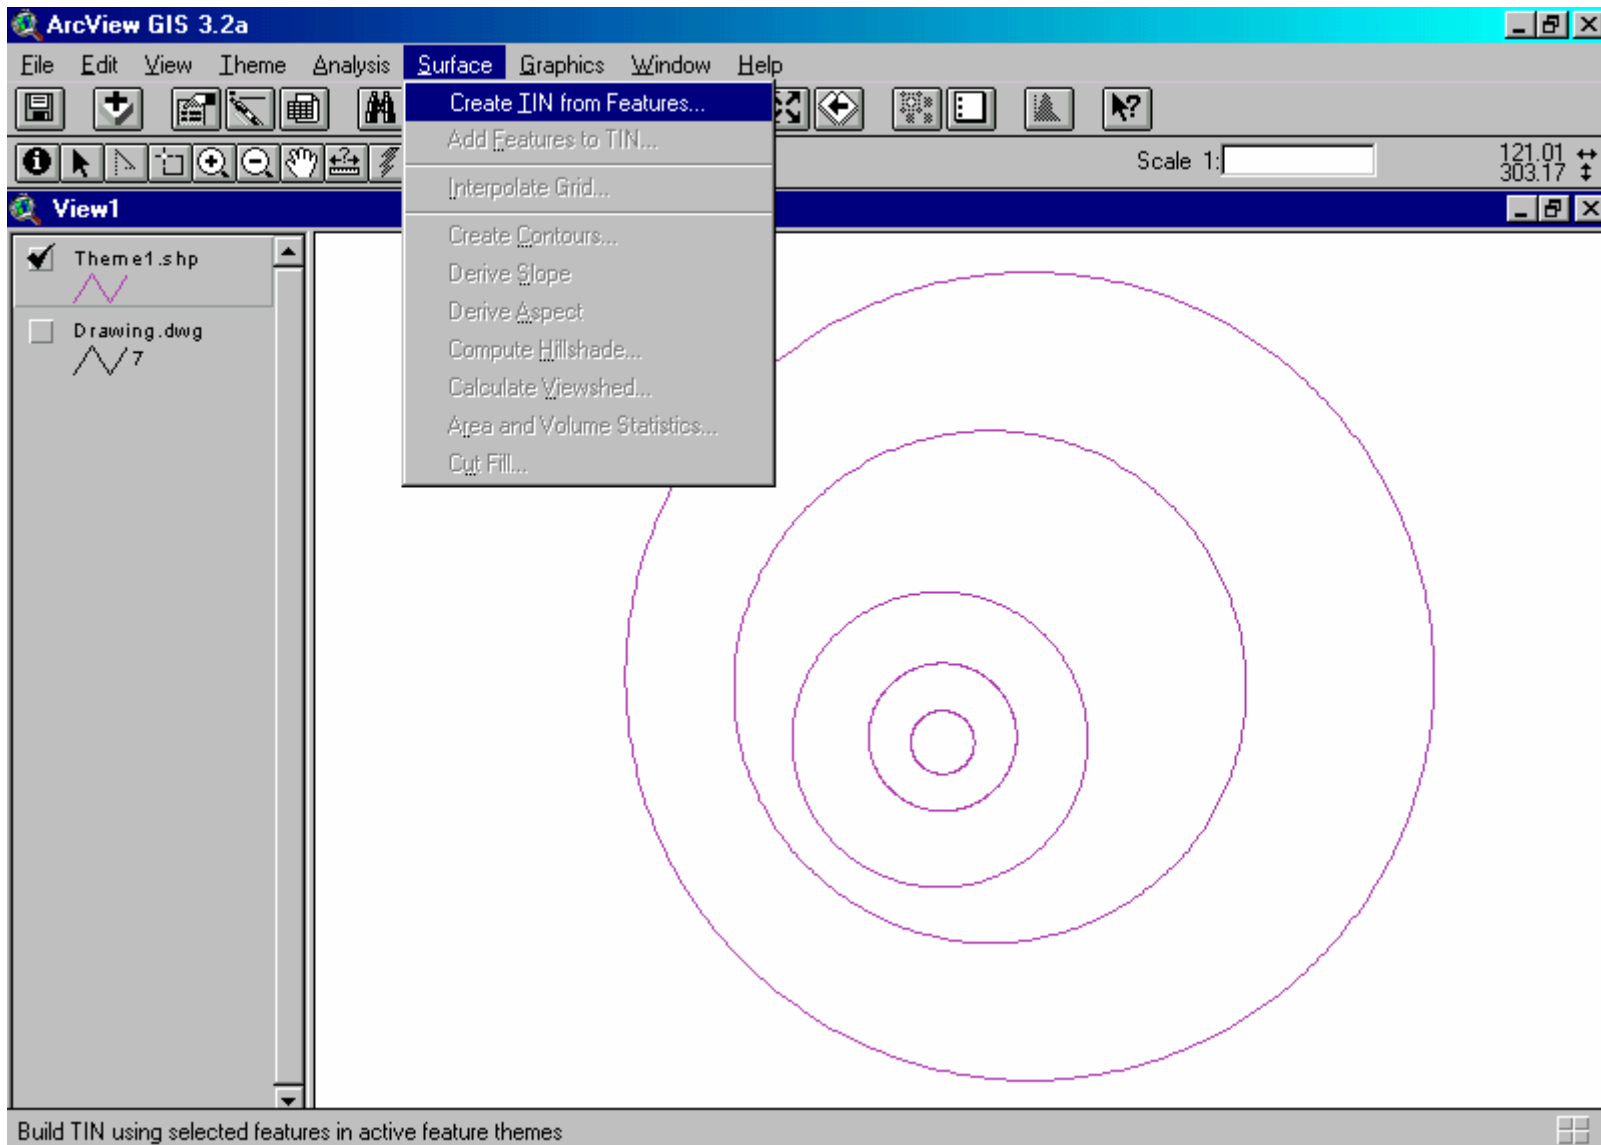 ArcView GIS 3.2a
File Edit View Theme Analysis Surface Graphics Window Help
Create TIN from Features...
Add Features to TIN...
Interpolate Grid...
Create Contours...
Derive Slope
Derive Aspect
Compute Hillshade...
Calculate Viewshed...
Area and Volume Statistics...
Cut Fill...
Scale 1:
121.01
303.17
View1
Theme1.shp
Drawing.dwg
7
Build TIN using selected features in active feature themes